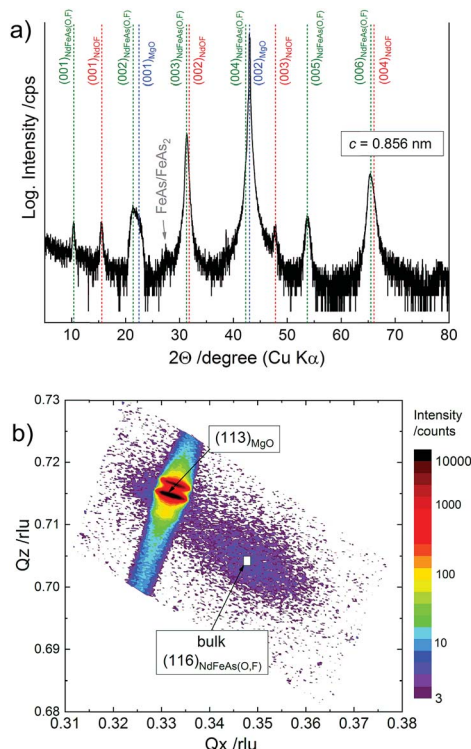 a)
(001)NdFeAs(O,F)
(001)NdOF
(002)NdFeAs(O,F)
(001)MgO
(003)NdFeAs(O,F)
(002)NdOF
(004)NdFeAs(O,F)
(002)MgO
(003)NdOF
(005)NdFeAs(O,F)
(006)NdFeAs(O,F)
(004)NdOF
FeAs/FeAs₂
c = 0.856 nm
Log. Intensity /cps
10 20 30 40 50 60 70 80
2Θ /degree (Cu Kα)
b)
0.73
0.72
0.71
0.70
0.69
0.68
Qz /rlu
(113)MgO
bulk
(116)NdFeAs(O,F)
0.31 0.32 0.33 0.34 0.35 0.36 0.37 0.38
Qx /rlu
Intensity
/counts
10000
1000
100
10
3